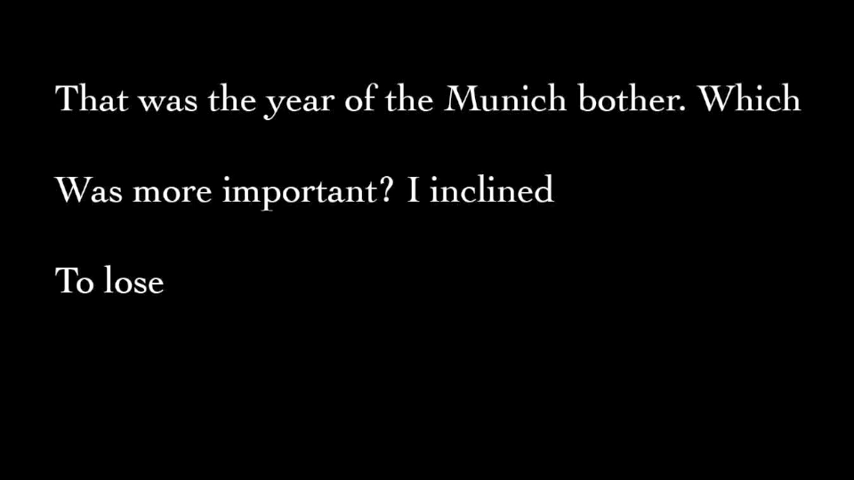 That was the year of the Munich bother. Which
Was more important? I inclined
To lose